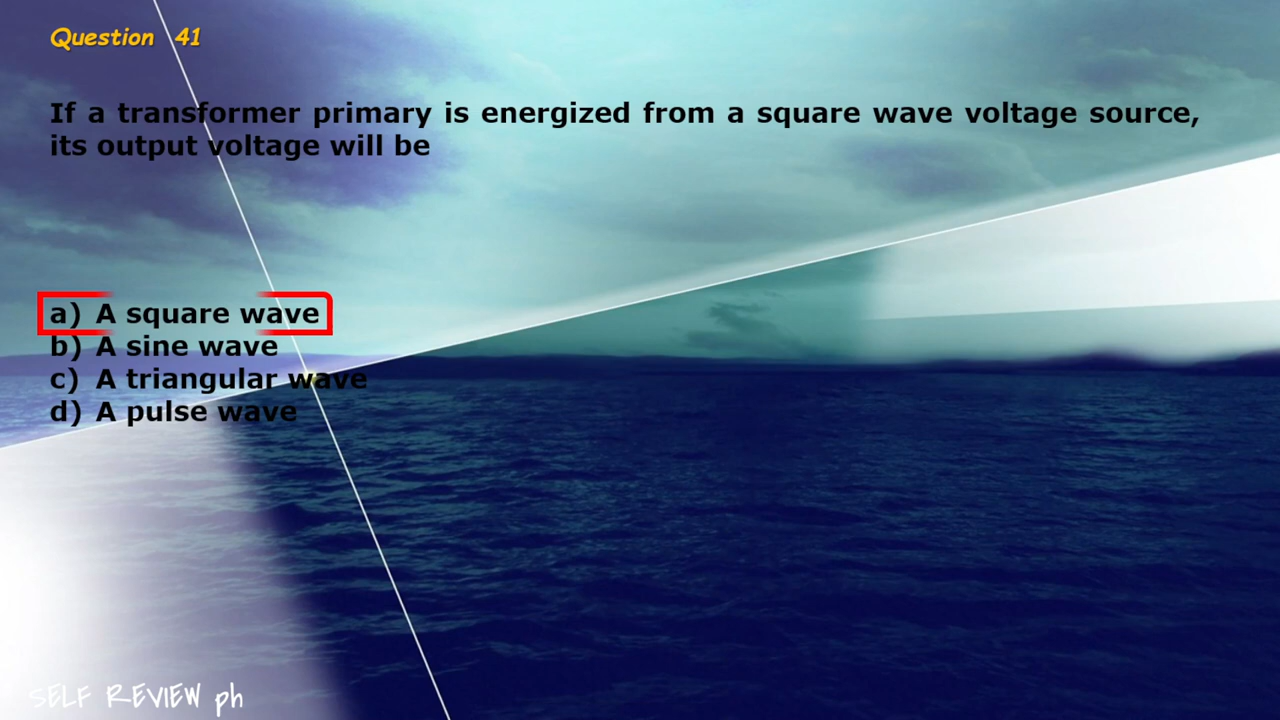 Question 41
If a transformer primary is energized from a square wave voltage source,
its output voltage will be
a) A square wave
b) A sine wave
c) A triangular wave
d) A pulse wave
SELF REVIEW ph